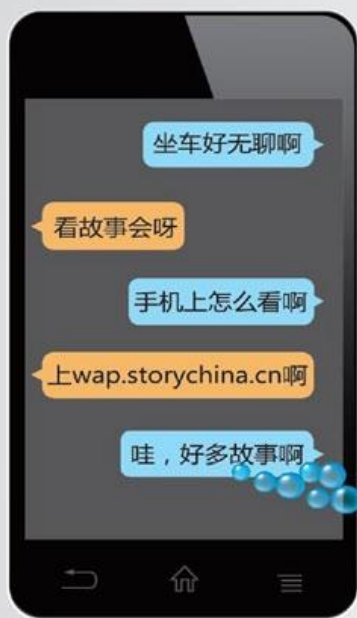 坐车好无聊啊
看故事会呀
手机上怎么看啊
上wap.storychina.cn啊
哇，好多故事啊